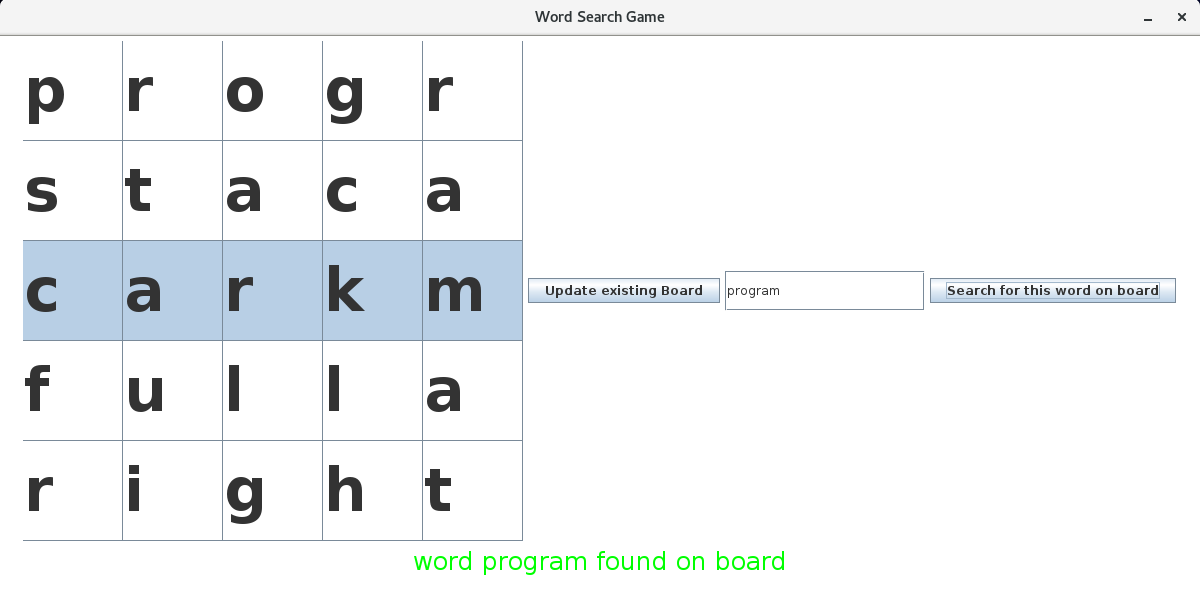 Word Search Game
p r o g r
s t a c a
c a r k m
Update existing Board program Search for this word on board
f u l l a
r i g h t
word program found on board